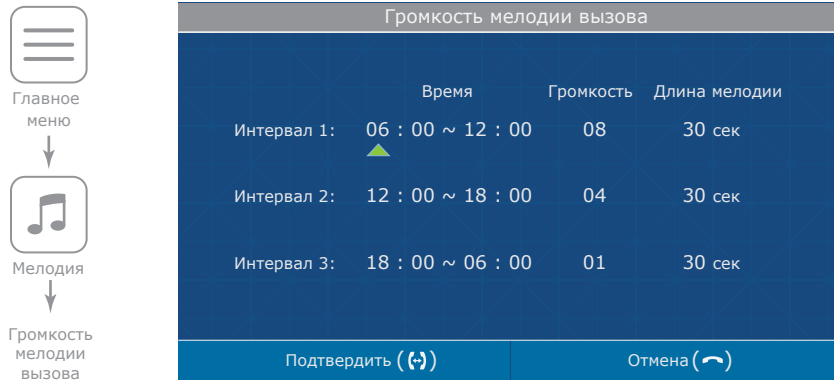 Главное
меню
Мелодия
Громкость
мелодии
вызова
Громкость мелодии вызова
Время Громкость Длина мелодии
Интервал 1: 06 : 00 ~ 12 : 00 08 30 сек
Интервал 2: 12 : 00 ~ 18 : 00 04 30 сек
Интервал 3: 18 : 00 ~ 06 : 00 01 30 сек
Подтвердить () Отмена ()